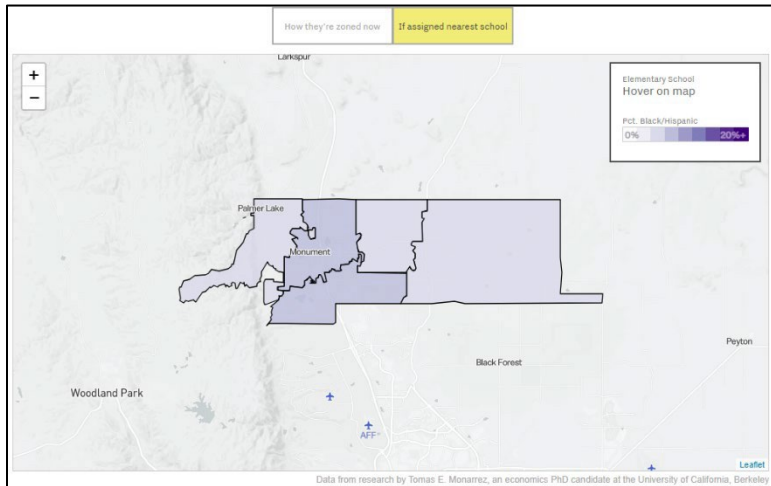 How they're zoned now
If assigned nearest school
+
−
Larkspur
Elementary School
Hover on map
Pct. Black/Hispanic
0%
20%+
Palmer Lake
Monument
Peyton
Black Forest
Woodland Park
AFF
Leaflet
Data from research by Tomas E. Monarrez, an economics PhD candidate at the University of California, Berkeley